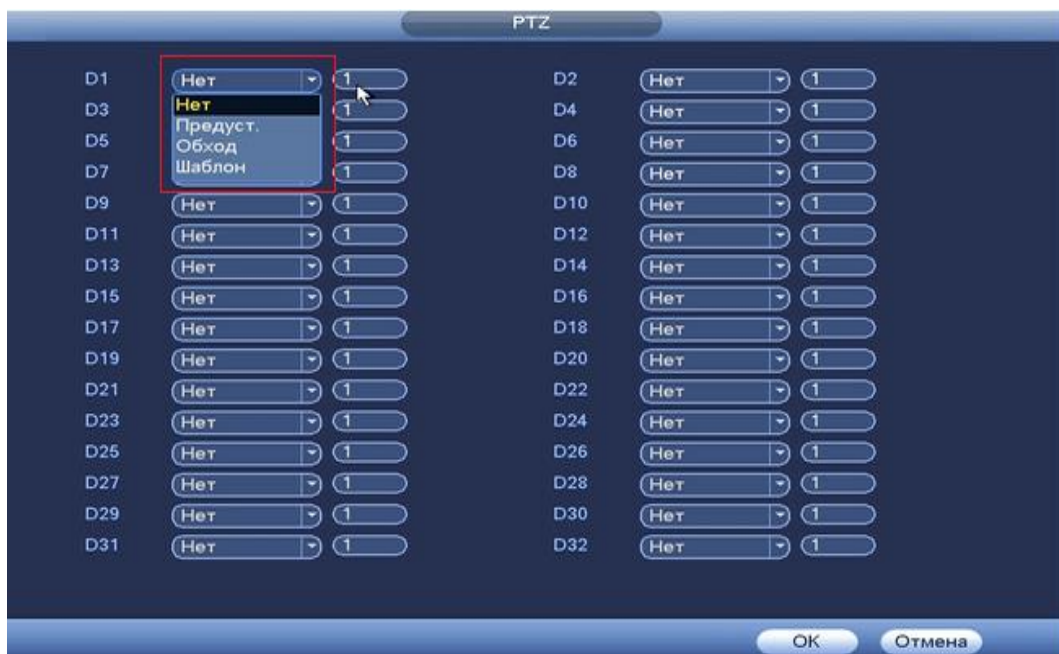 PTZ
D1 Нет 1 D2 Нет 1
Нет
D3 1 D4 Нет 1
Предуст.
D5 Обход 1 D6 Нет 1
D7 Шаблон 1 D8 Нет 1
D9 Нет 1 D10 Нет 1
D11 Нет 1 D12 Нет 1
D13 Нет 1 D14 Нет 1
D15 Нет 1 D16 Нет 1
D17 Нет 1 D18 Нет 1
D19 Нет 1 D20 Нет 1
D21 Нет 1 D22 Нет 1
D23 Нет 1 D24 Нет 1
D25 Нет 1 D26 Нет 1
D27 Нет 1 D28 Нет 1
D29 Нет 1 D30 Нет 1
D31 Нет 1 D32 Нет 1
OK Отмена